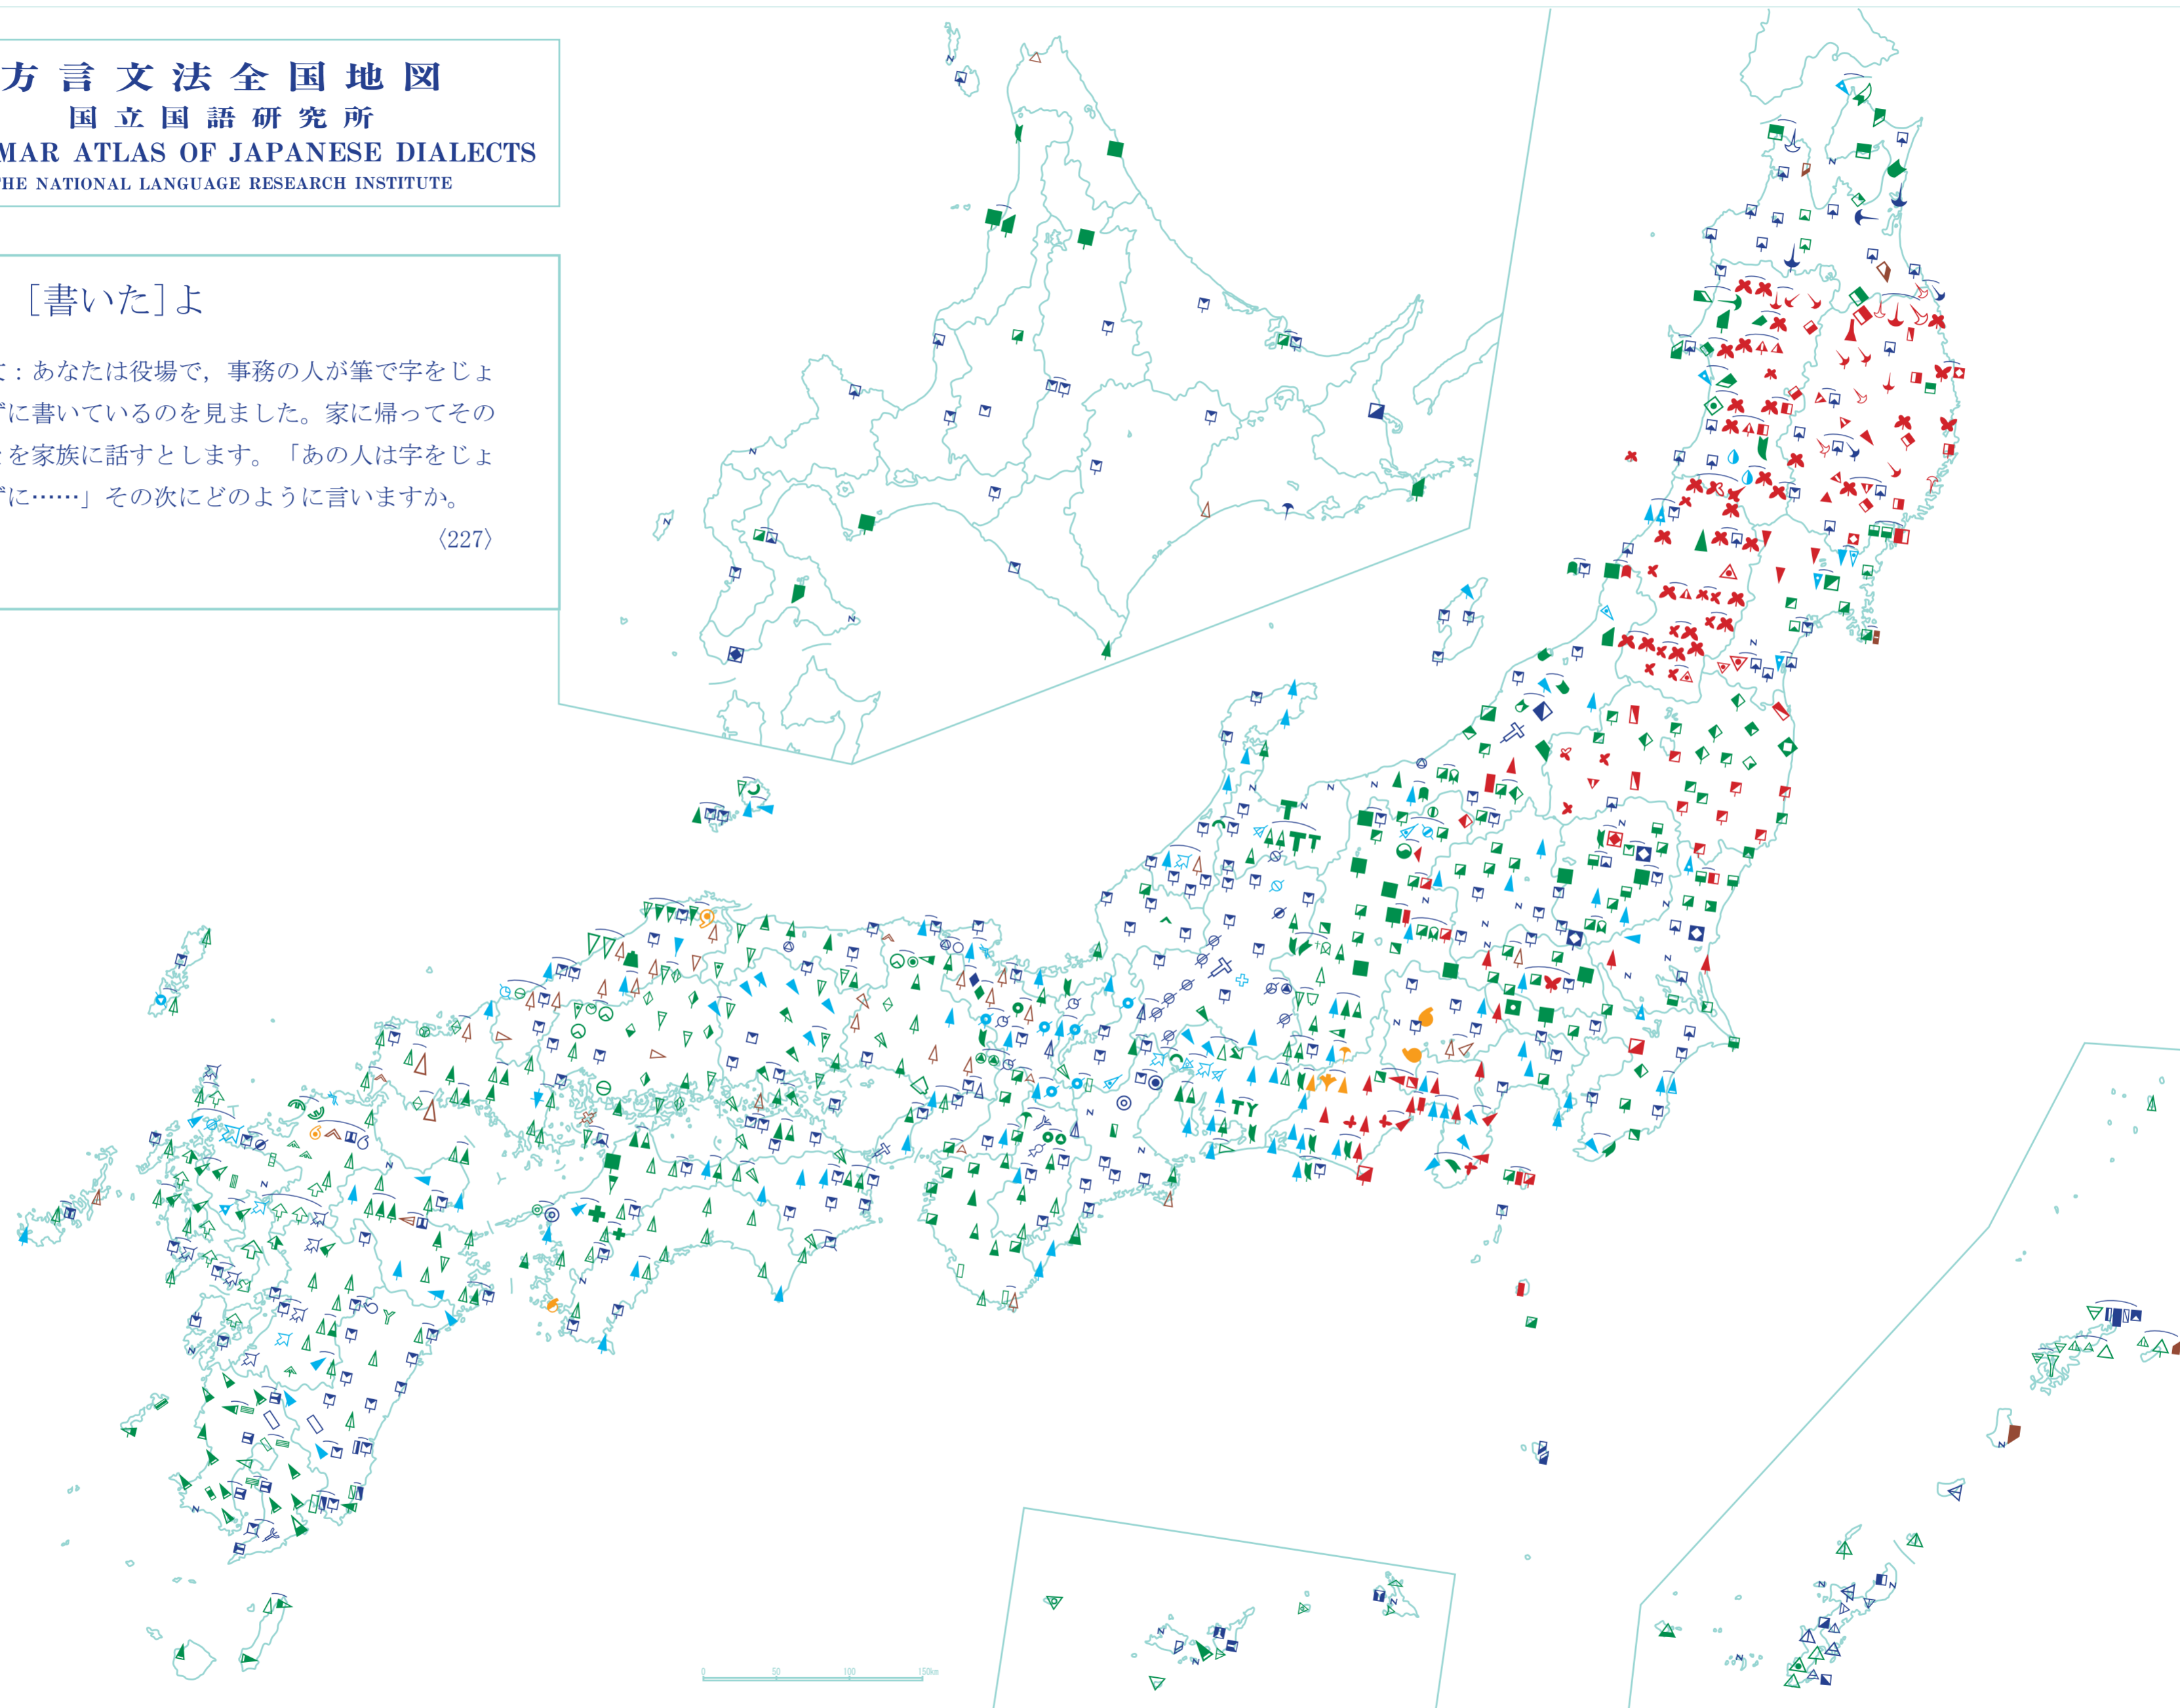 方言文法全国地図
国立国語研究所
MAR ATLAS OF JAPANESE DIALECTS
HE NATIONAL LANGUAGE RESEARCH INSTITUTE
［書いた］よ
：あなたは役場で，事務の人が筆で字をじょ
に書いているのを見ました。家に帰ってその
を家族に話すとします。「あの人は字をじょ
に……」その次にどのように言いますか。
〈227〉
0 50 100 150km